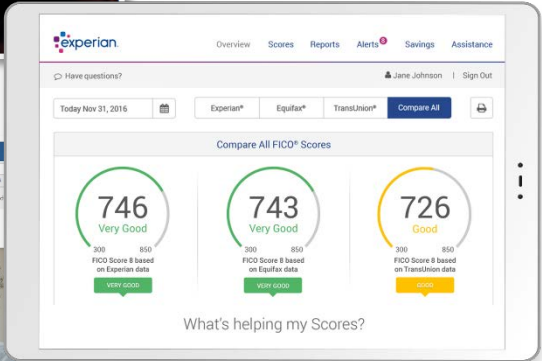 experian.
Overview Scores Reports Alerts 8 Savings Assistance
Have questions? Jane Johnson | Sign Out
Today Nov 31, 2016 Experian® Equifax® TransUnion® Compare All
Compare All FICO® Scores
746 743 726
Very Good Very Good Good
300 850 300 850 300 850
FICO Score 8 based FICO Score 8 based FICO Score 8 based
on Experian data on Equifax data on TransUnion data
VERY GOOD VERY GOOD GOOD
What's helping my Scores?